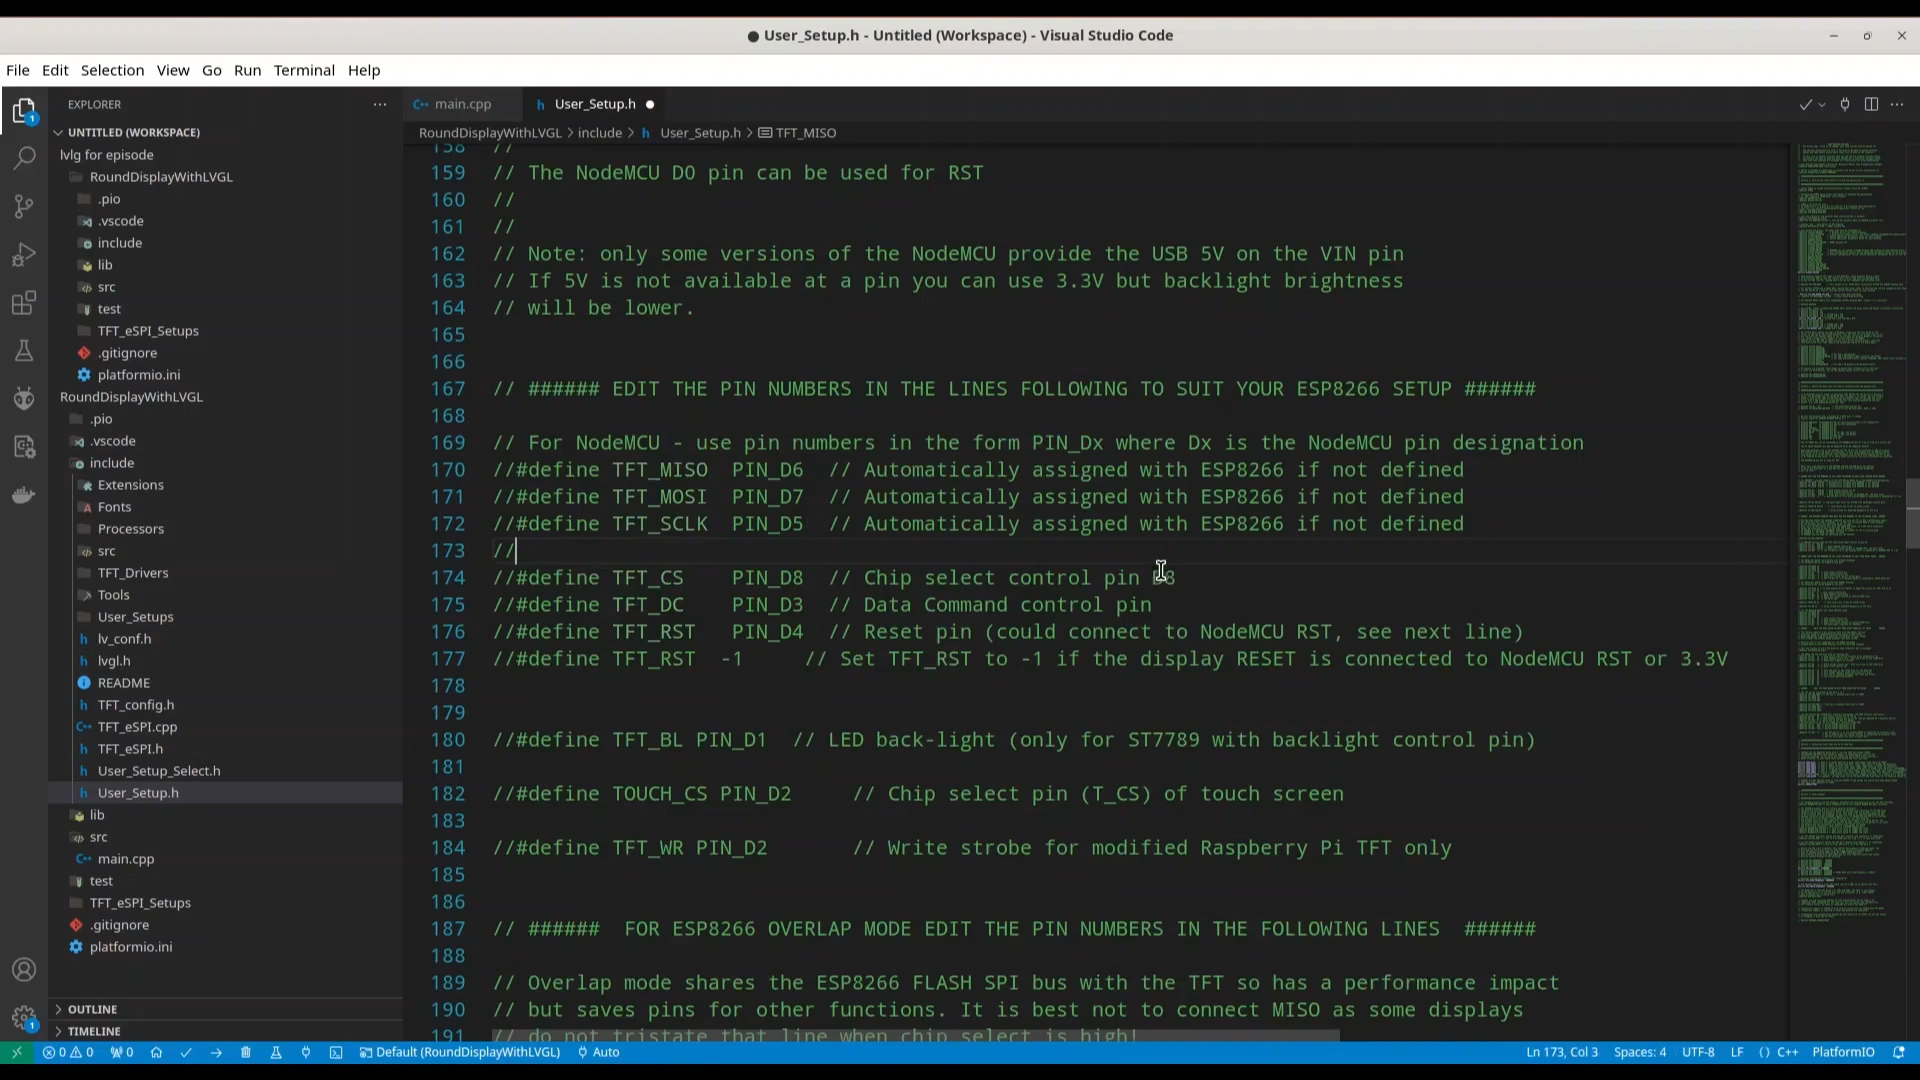 ● User_Setup.h - Untitled (Workspace) - Visual Studio Code
File Edit Selection View Go Run Terminal Help
1
EXPLORER
UNTITLED (WORKSPACE)
lvlg for episode
RoundDisplayWithLVGL
.pio
.vscode
include
lib
src
test
TFT_eSPI_Setups
.gitignore
platformio.ini
RoundDisplayWithLVGL
.pio
.vscode
include
Extensions
Fonts
Processors
src
TFT_Drivers
Tools
User_Setups
lv_conf.h
lvgl.h
README
TFT_config.h
TFT_eSPI.cpp
TFT_eSPI.h
User_Setup_Select.h
User_Setup.h
lib
src
main.cpp
test
TFT_eSPI_Setups
.gitignore
platformio.ini
OUTLINE
TIMELINE
1
main.cpp
User_Setup.h ●
RoundDisplayWithLVGL > include > User_Setup.h > TFT_MISO
158 //
159 // The NodeMCU D0 pin can be used for RST
160 //
161 //
162 // Note: only some versions of the NodeMCU provide the USB 5V on the VIN pin
163 // If 5V is not available at a pin you can use 3.3V but backlight brightness
164 // will be lower.
165
166
167 // ###### EDIT THE PIN NUMBERS IN THE LINES FOLLOWING TO SUIT YOUR ESP8266 SETUP ######
168
169 // For NodeMCU - use pin numbers in the form PIN_Dx where Dx is the NodeMCU pin designation
170 //#define TFT_MISO  PIN_D6  // Automatically assigned with ESP8266 if not defined
171 //#define TFT_MOSI  PIN_D7  // Automatically assigned with ESP8266 if not defined
172 //#define TFT_SCLK  PIN_D5  // Automatically assigned with ESP8266 if not defined
173 //
174 //#define TFT_CS    PIN_D8  // Chip select control pin
175 //#define TFT_DC    PIN_D3  // Data Command control pin
176 //#define TFT_RST   PIN_D4  // Reset pin (could connect to NodeMCU RST, see next line)
177 //#define TFT_RST  -1     // Set TFT_RST to -1 if the display RESET is connected to NodeMCU RST or 3.3V
178
179
180 //#define TFT_BL PIN_D1  // LED back-light (only for ST7789 with backlight control pin)
181
182 //#define TOUCH_CS PIN_D2     // Chip select pin (T_CS) of touch screen
183
184 //#define TFT_WR PIN_D2       // Write strobe for modified Raspberry Pi TFT only
185
186
187 // ######  FOR ESP8266 OVERLAP MODE EDIT THE PIN NUMBERS IN THE FOLLOWING LINES  ######
188
189 // Overlap mode shares the ESP8266 FLASH SPI bus with the TFT so has a performance impact
190 // but saves pins for other functions. It is best not to connect MISO as some displays
191 // do not tristate that line when chip select is high!
0 0 0 Default (RoundDisplayWithLVGL) Auto Ln 173, Col 3 Spaces: 4 UTF-8 LF {} C++ PlatformIO